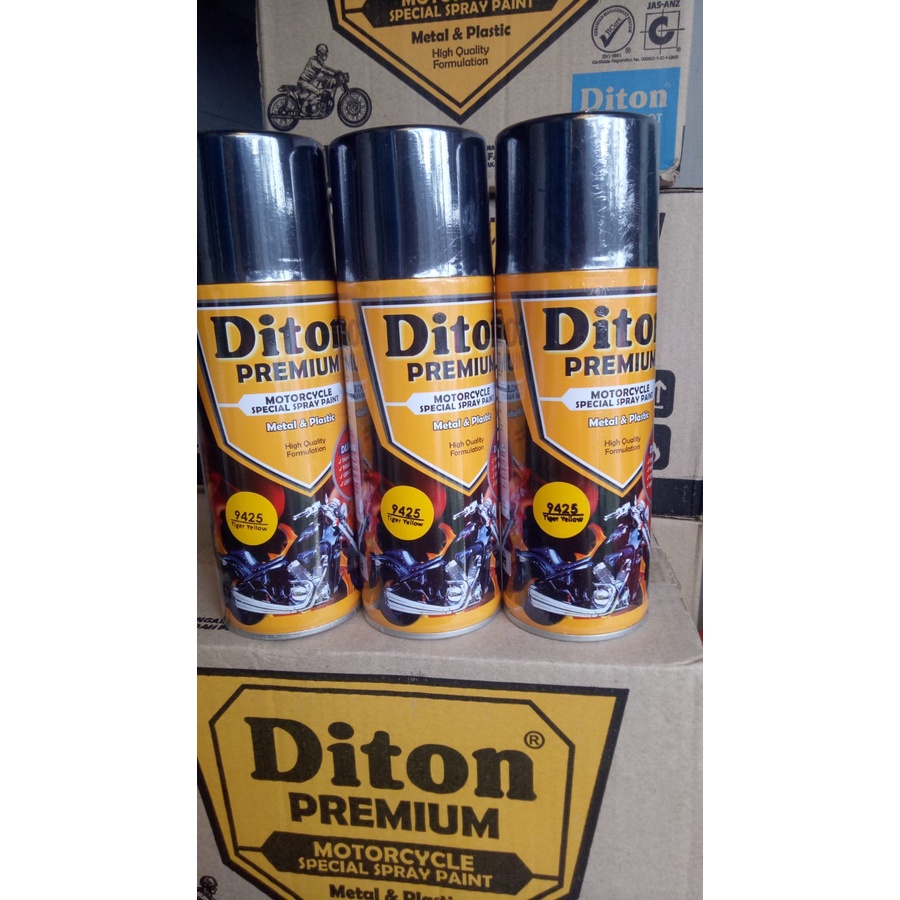 MOTORCYCLE
SPECIAL SPRAY PAINT
Metal & Plastic
High Quality
Formulation
JAS-ANZ
Diton
Diton
PREMIUM
MOTORCYCLE
SPECIAL SPRAY PAINT
Metal & Plastic
High Quality
Formulation
9425
Tiger Yellow
Diton
PREMIUM
MOTORCYCLE
SPECIAL SPRAY PAINT
Metal & Plastic
High Quality
Formulation
9425
Tiger Yellow
Diton
PREMIUM
MOTORCYCLE
SPECIAL SPRAY PAINT
Metal & Plastic
High Quality
Formulation
9425
Tiger Yellow
Diton®
PREMIUM
MOTORCYCLE
SPECIAL SPRAY PAINT
Metal & Plastic